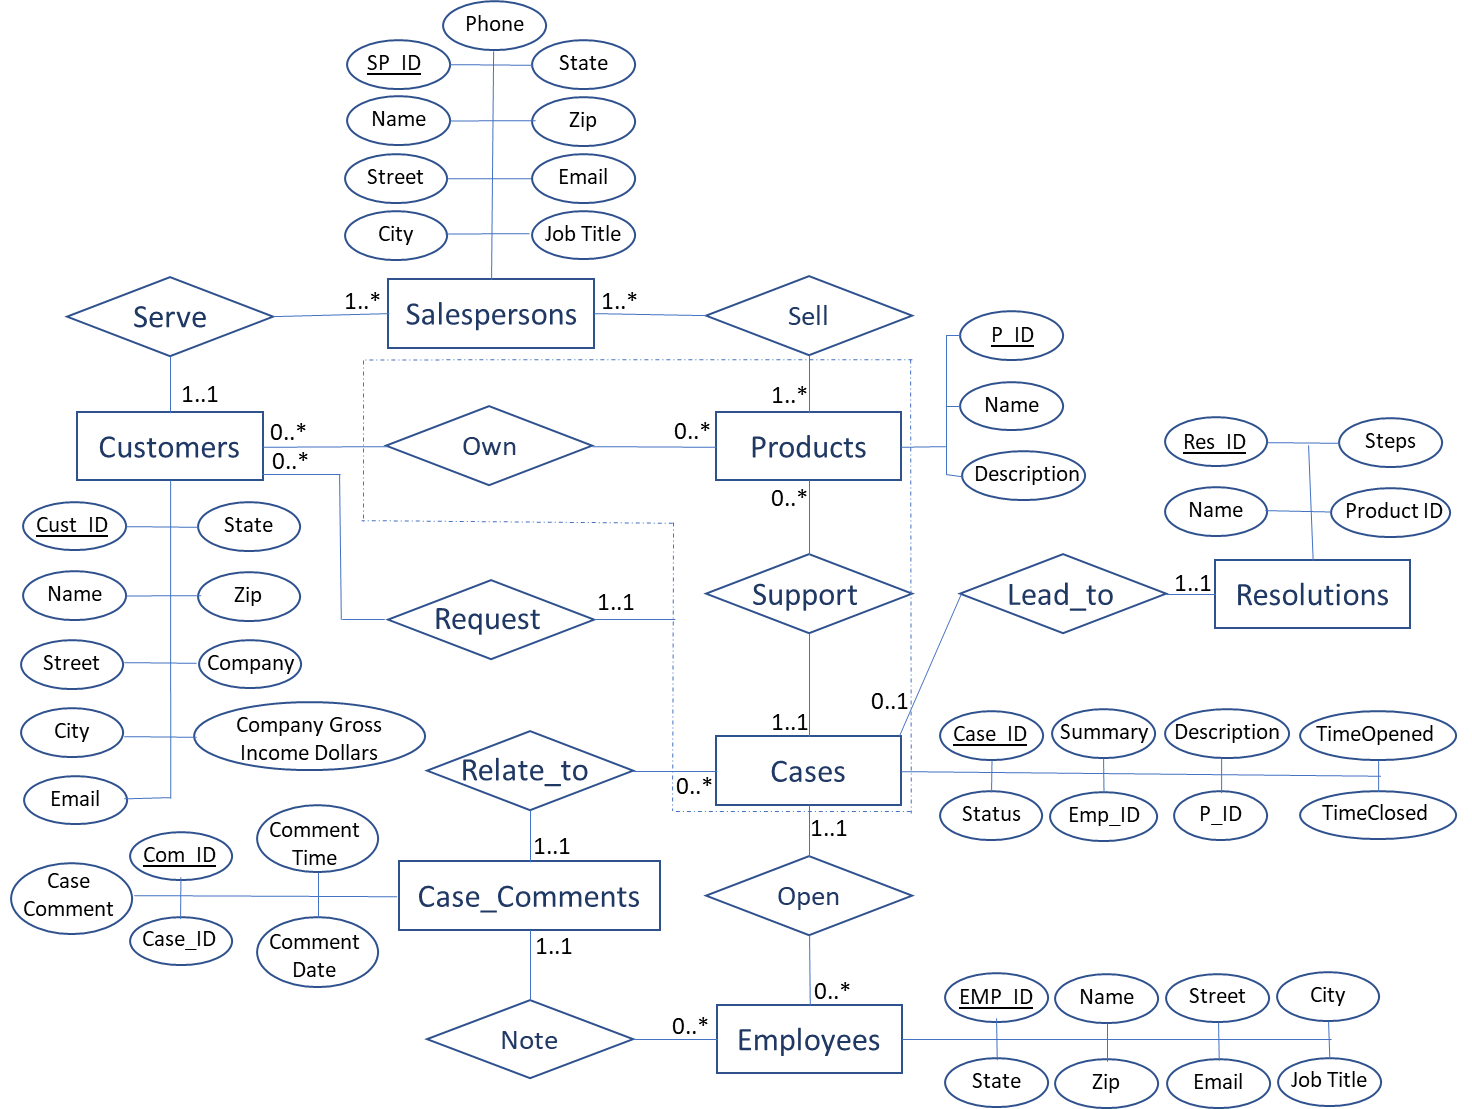 Phone
SP_ID
State
Name
Zip
Street
Email
City
Job Title
Serve
1..*
Salespersons
1..*
Sell
1..1
1..*
P_ID
Name
Description
Customers
0..*
0..*
Own
0..*
Products
0..*
Res_ID
Steps
Name
Product ID
Cust_ID
State
Name
Zip
Street
Company
City
Company Gross
Income Dollars
Email
Request
1..1
Support
Lead_to
1..1
Resolutions
0..1
1..1
Relate_to
0..*
Cases
Case_ID
Summary
Description
TimeOpened
Status
Emp_ID
P_ID
TimeClosed
1..1
1..1
Com_ID
Comment
Time
Case
Comment
Case_ID
Comment
Date
Case_Comments
Open
1..1
0..*
Note
0..*
Employees
EMP_ID
Name
Street
City
State
Zip
Email
Job Title